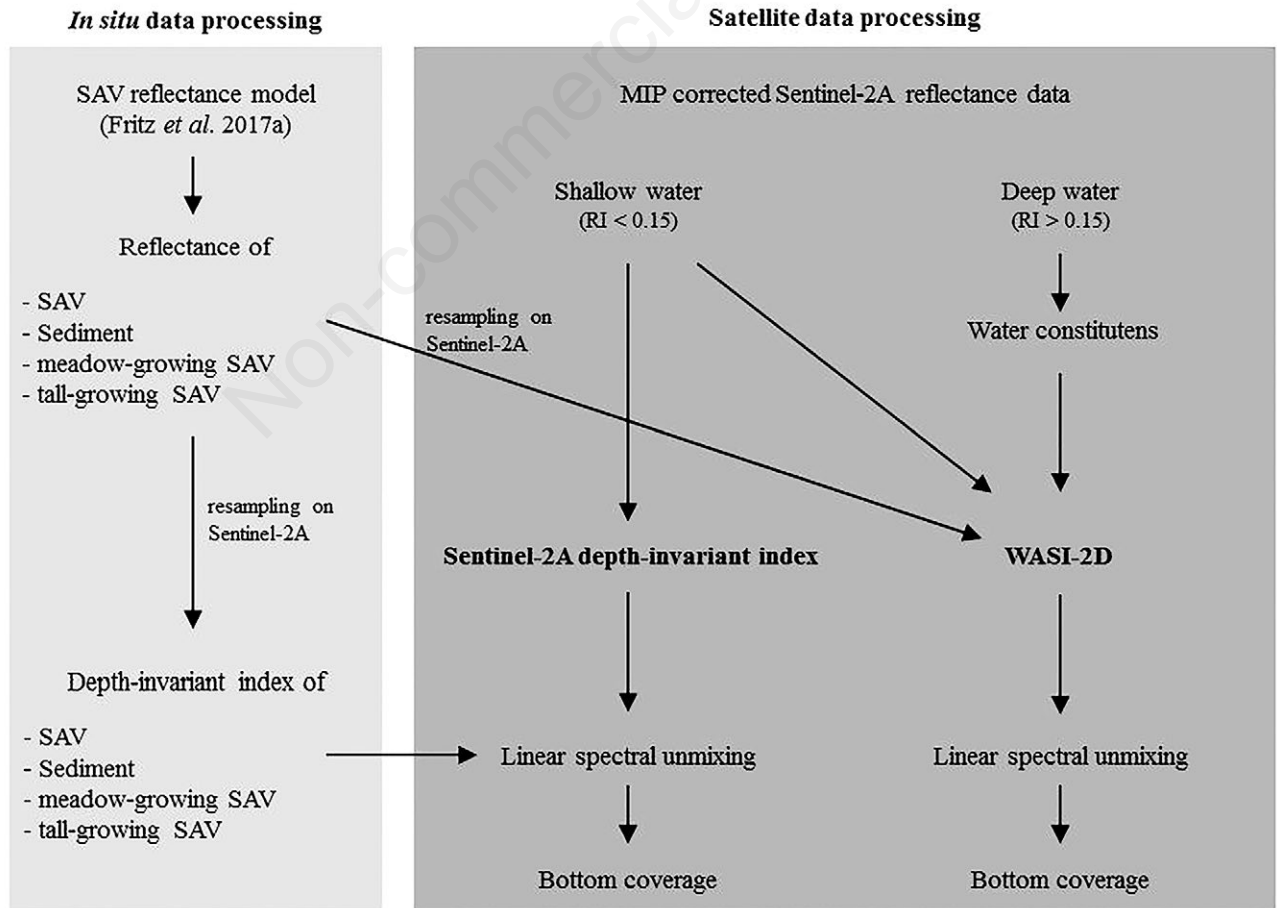 In situ data processing
SAV reflectance model
(Fritz et al. 2017a)
Reflectance of
- SAV
- Sediment
- meadow-growing SAV
- tall-growing SAV
resampling on
Sentinel-2A
Depth-invariant index of
- SAV
- Sediment
- meadow-growing SAV
- tall-growing SAV
Satellite data processing
MIP corrected Sentinel-2A reflectance data
Shallow water
(RI < 0.15)
Deep water
(RI > 0.15)
resampling on
Sentinel-2A
Water constitutens
Sentinel-2A depth-invariant index
WASI-2D
Linear spectral unmixing
Linear spectral unmixing
Bottom coverage
Bottom coverage
Non-commercia